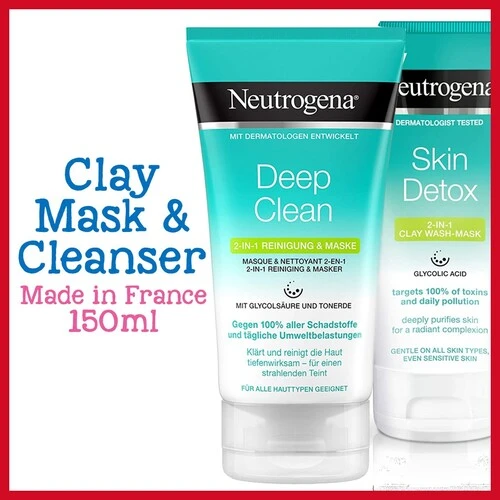 Clay
Mask &
Cleanser
Made in France
150ml
Neutrogena®
MIT DERMATOLOGEN ENTWICKELT
Deep
Clean
2-IN-1 REINIGUNG & MASKE
MASQUE & NETTOYANT 2-EN-1
2-IN-1 REINIGING & MASKER
MIT GLYCOLSÄURE UND TONERDE
Gegen 100% aller Schadstoffe
und tägliche Umweltbelastungen
Klärt und reinigt die Haut
tiefenwirksam – für einen
strahlenden Teint
FÜR ALLE HAUTTYPEN GEEIGNET
Neutrogena
DERMATOLOGIST TESTED
Skin
Detox
2-IN-1
CLAY WASH-MASK
GLYCOLIC ACID
targets 100% of toxins
and daily pollution
deeply purifies skin
for a radiant complexion
GENTLE ON ALL SKIN TYPES,
EVEN SENSITIVE SKIN